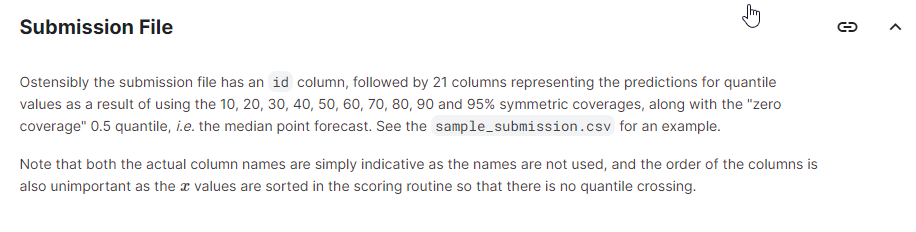 Submission File
Ostensibly the submission file has an id column, followed by 21 columns representing the predictions for quantile
values as a result of using the 10, 20, 30, 40, 50, 60, 70, 80, 90 and 95% symmetric coverages, along with the "zero
coverage" 0.5 quantile, i.e. the median point forecast. See the sample_submission.csv for an example.
Note that both the actual column names are simply indicative as the names are not used, and the order of the columns is
also unimportant as the x values are sorted in the scoring routine so that there is no quantile crossing.